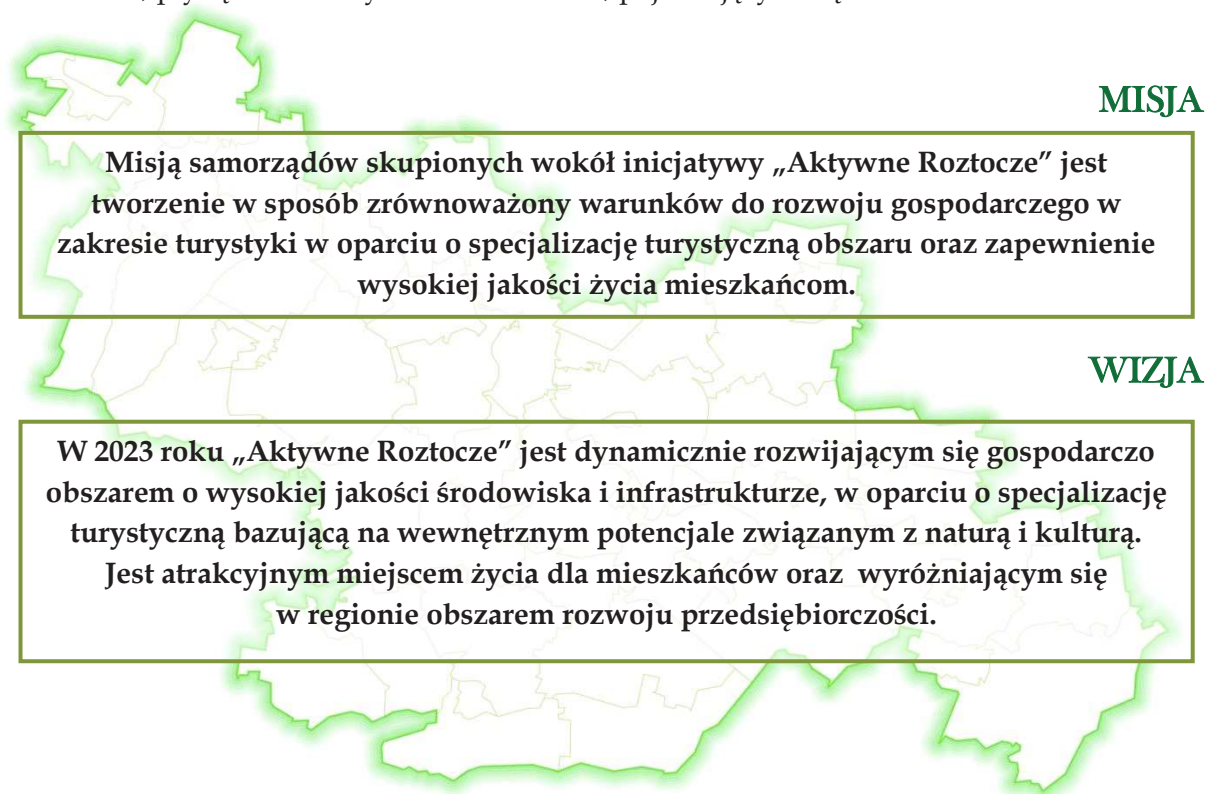 MISJA
Misją samorządów skupionych wokół inicjatywy „Aktywne Roztocze” jest
tworzenie w sposób zrównoważony warunków do rozwoju gospodarczego w
zakresie turystyki w oparciu o specjalizację turystyczną obszaru oraz zapewnienie
wysokiej jakości życia mieszkańcom.
WIZJA
W 2023 roku „Aktywne Roztocze” jest dynamicznie rozwijającym się gospodarczo
obszarem o wysokiej jakości środowiska i infrastrukturze, w oparciu o specjalizację
turystyczną bazującą na wewnętrznym potencjale związanym z naturą i kulturą.
Jest atrakcyjnym miejscem życia dla mieszkańców oraz wyróżniającym się
w regionie obszarem rozwoju przedsiębiorczości.